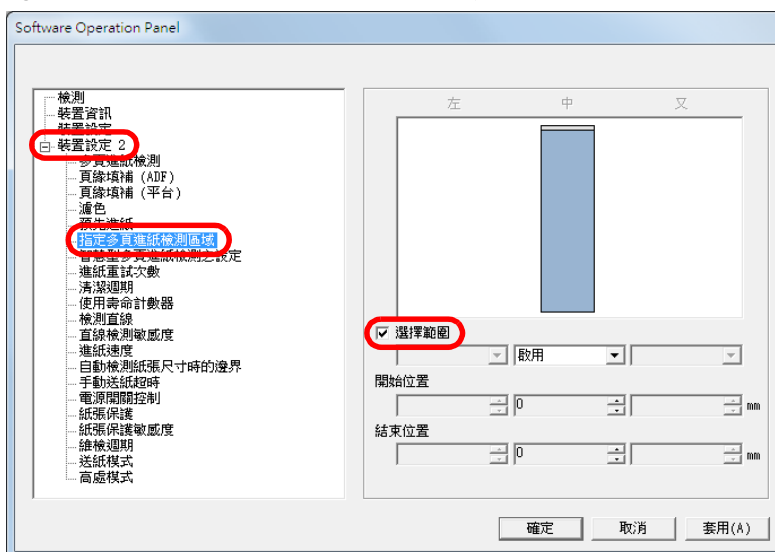 Software Operation Panel
檢測
裝置資訊
裝置設定
裝置設定 2
多頁進紙檢測
頁緣填補 (ADF)
頁緣填補 (平台)
濾色
預先進紙
指定多頁進紙檢測區域
智慧型多頁進紙檢測之設定
進紙重試次數
清潔週期
使用壽命計數器
檢測直線
直線檢測敏感度
進紙速度
自動檢測紙張尺寸時的邊界
手動送紙超時
電源開關控制
紙張保護
紙張保護敏感度
維檢週期
送紙模式
高處模式
左 中 又
選擇範圍
啟用
開始位置
0 mm
結束位置
0 mm
確定 取消 套用(A)